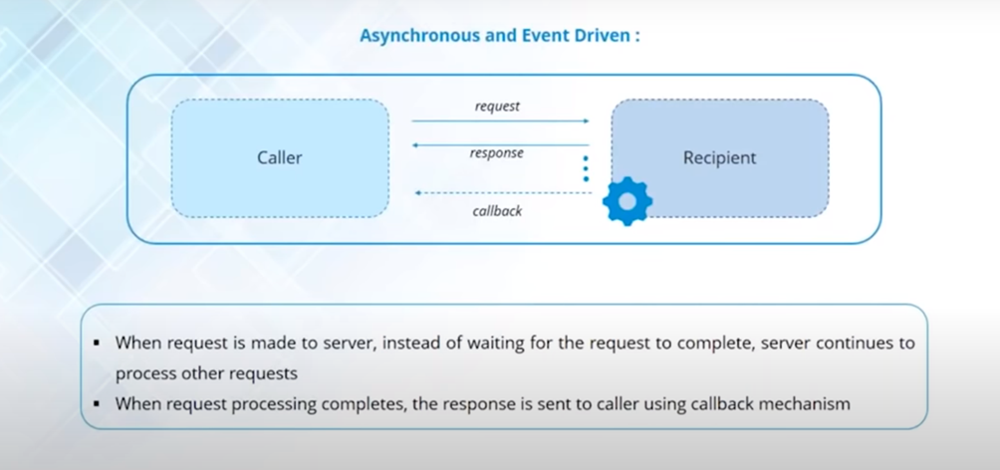 Asynchronous and Event Driven :
request
Caller
response
Recipient
callback
▪ When request is made to server, instead of waiting for the request to complete, server continues to
process other requests
▪ When request processing completes, the response is sent to caller using callback mechanism